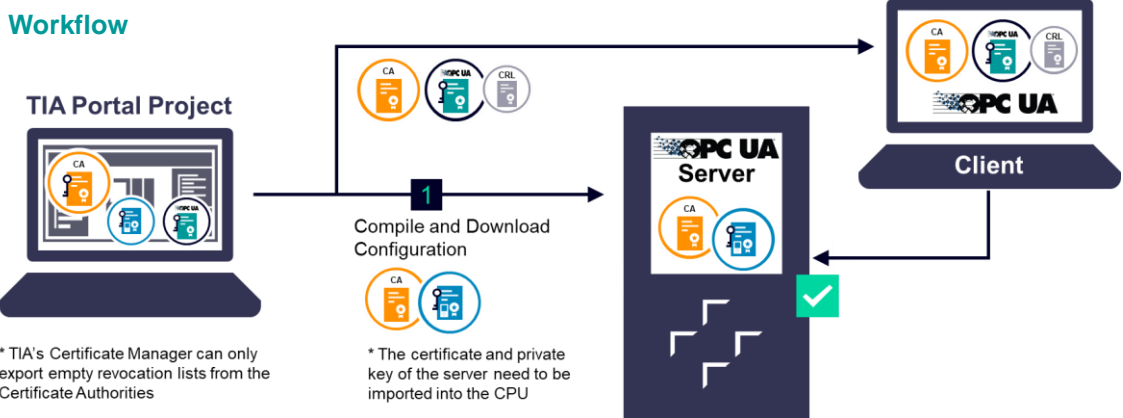 Workflow
CA
OPC UA
CRL
OPC UA
Client
CA
OPC UA
CRL
TIA Portal Project
CA
OPC UA
1
Compile and Download
Configuration
CA
* TIA's Certificate Manager can only
export empty revocation lists from the
Certificate Authorities
* The certificate and private
key of the server need to be
imported into the CPU
OPC UA
Server
CA